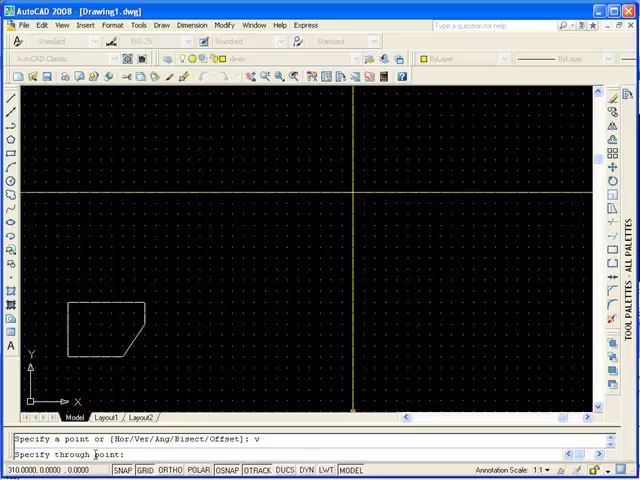 AutoCAD 2008 - [Drawing1.dwg]
File Edit View Insert Format Tools Draw Dimension Modify Window Help Express
Type a question for help
Standard ISO-25 Standard Standard
AutoCAD Classic xlines ByLayer ByLayer
TOOL PALETTES - ALL PALETTES
Y
X
Model Layout1 Layout2
Specify a point or [Hor/Ver/Ang/Bisect/Offset]: v
Specify through point:
310.0000, 0.0000 , 0.0000 SNAP GRID ORTHO POLAR OSNAP OTRACK DUCS DYN LWT MODEL Annotation Scale: 1:1